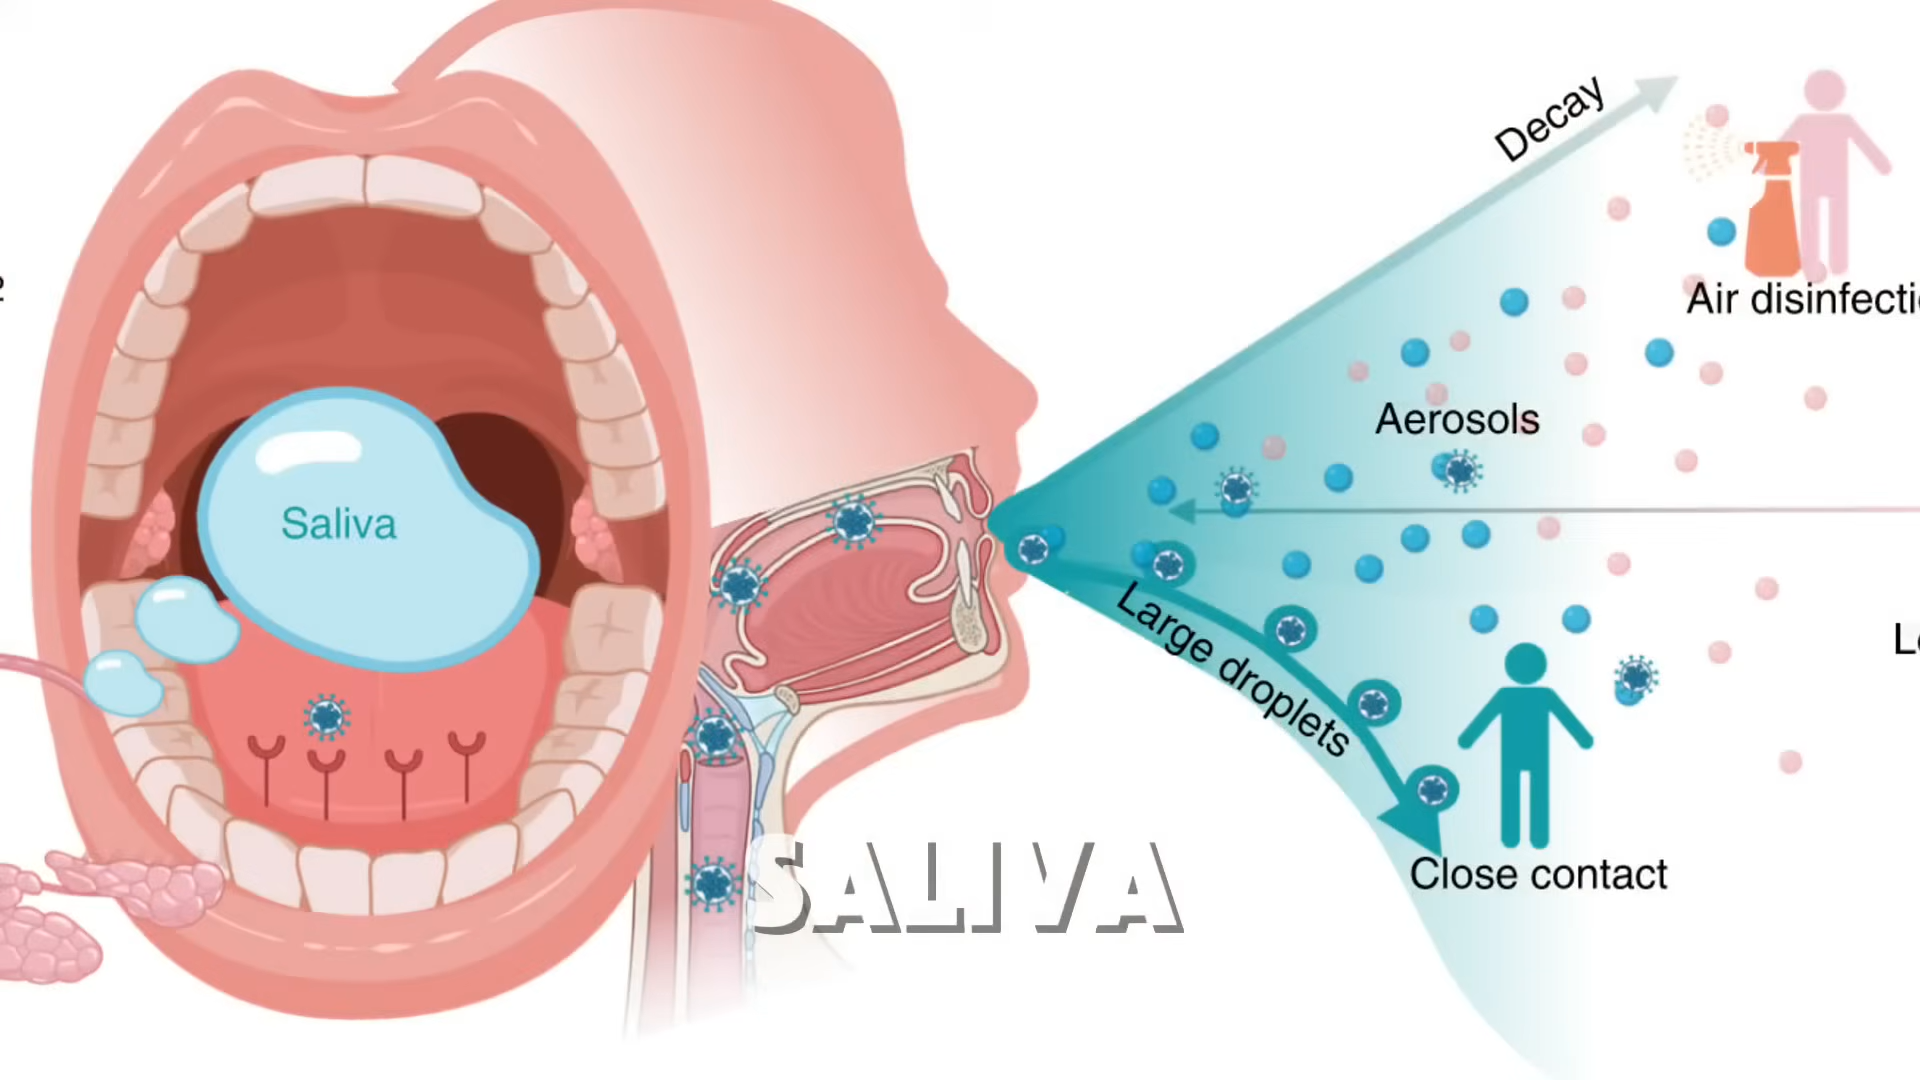 Saliva
Decay
Air disinfecti
Aerosols
Large droplets
Close contact
SALIVA